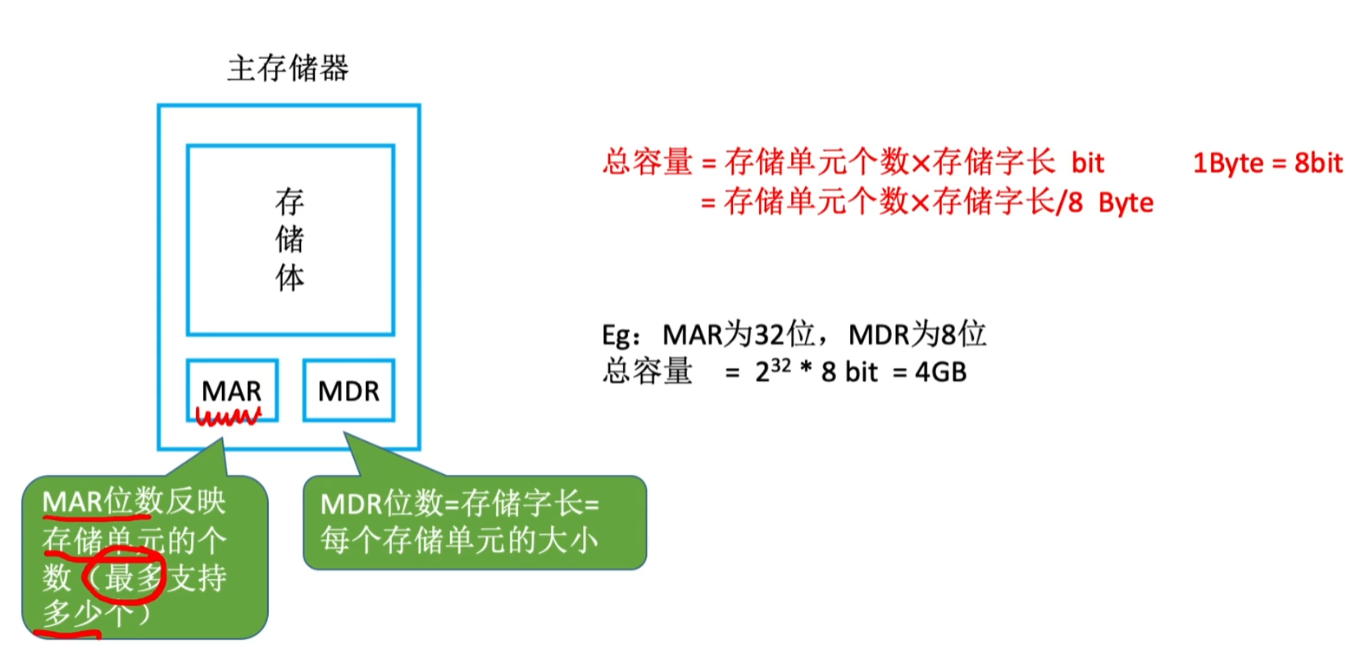 主存储器
存
储
体
MAR
MDR
MAR位数反映
存储单元的个
数（最多支持
多少个）
MDR位数=存储字长=
每个存储单元的大小
总容量 = 存储单元个数×存储字长 bit 1Byte = 8bit
= 存储单元个数×存储字长/8 Byte
Eg：MAR为32位，MDR为8位
总容量 = 2³² * 8 bit = 4GB